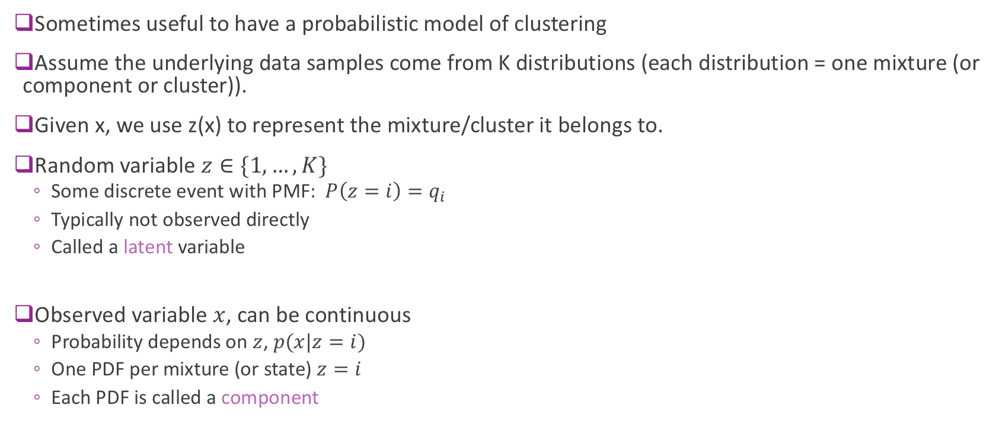 ❑Sometimes useful to have a probabilistic model of clustering
❑Assume the underlying data samples come from K distributions (each distribution = one mixture (or
component or cluster)).
❑Given x, we use z(x) to represent the mixture/cluster it belongs to.
❑Random variable z ∈ {1, … , K}
◦ Some discrete event with PMF: P(z = i) = qᵢ
◦ Typically not observed directly
◦ Called a latent variable
❑Observed variable x, can be continuous
◦ Probability depends on z, p(x|z = i)
◦ One PDF per mixture (or state) z = i
◦ Each PDF is called a component